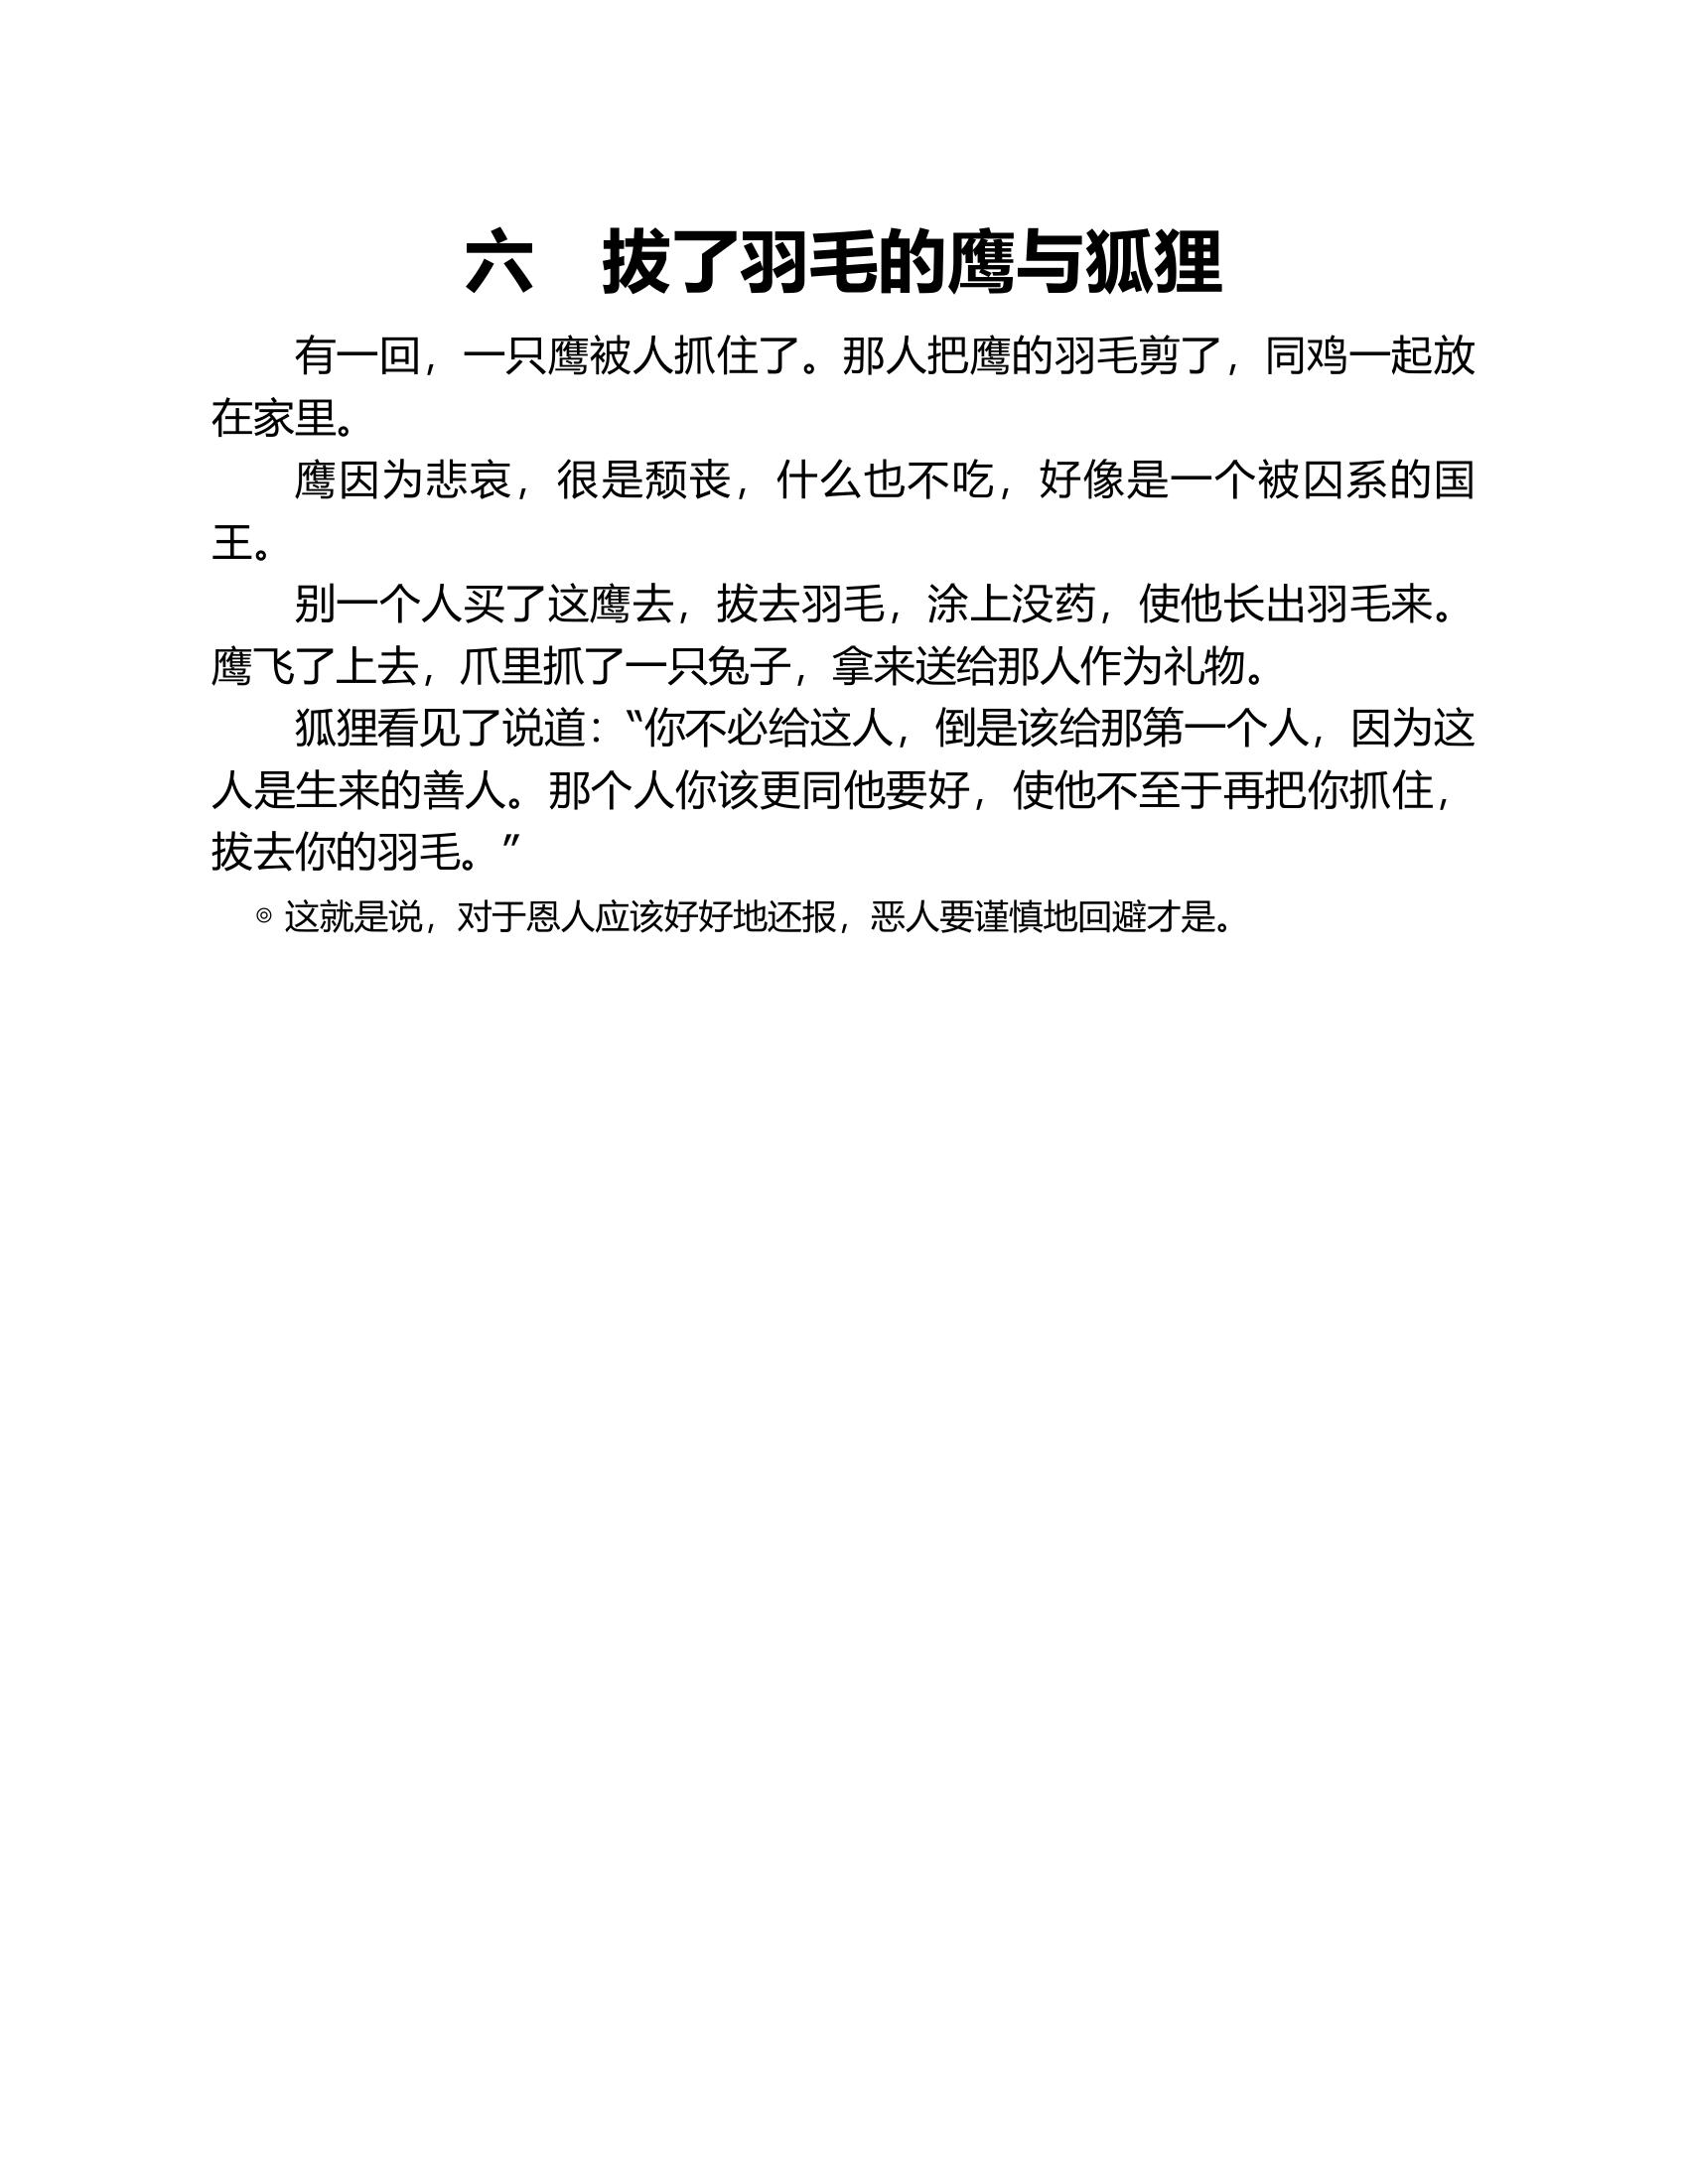 六　拔了羽毛的鹰与狐狸
有一回，一只鹰被人抓住了。那人把鹰的羽毛剪了，同鸡一起放
在家里。
鹰因为悲哀，很是颓丧，什么也不吃，好像是一个被囚系的国
王。
别一个人买了这鹰去，拔去羽毛，涂上没药，使他长出羽毛来。
鹰飞了上去，爪里抓了一只兔子，拿来送给那人作为礼物。
狐狸看见了说道：“你不必给这人，倒是该给那第一个人，因为这
人是生来的善人。那个人你该更同他要好，使他不至于再把你抓住，
拔去你的羽毛。”
◎ 这就是说，对于恩人应该好好地还报，恶人要谨慎地回避才是。